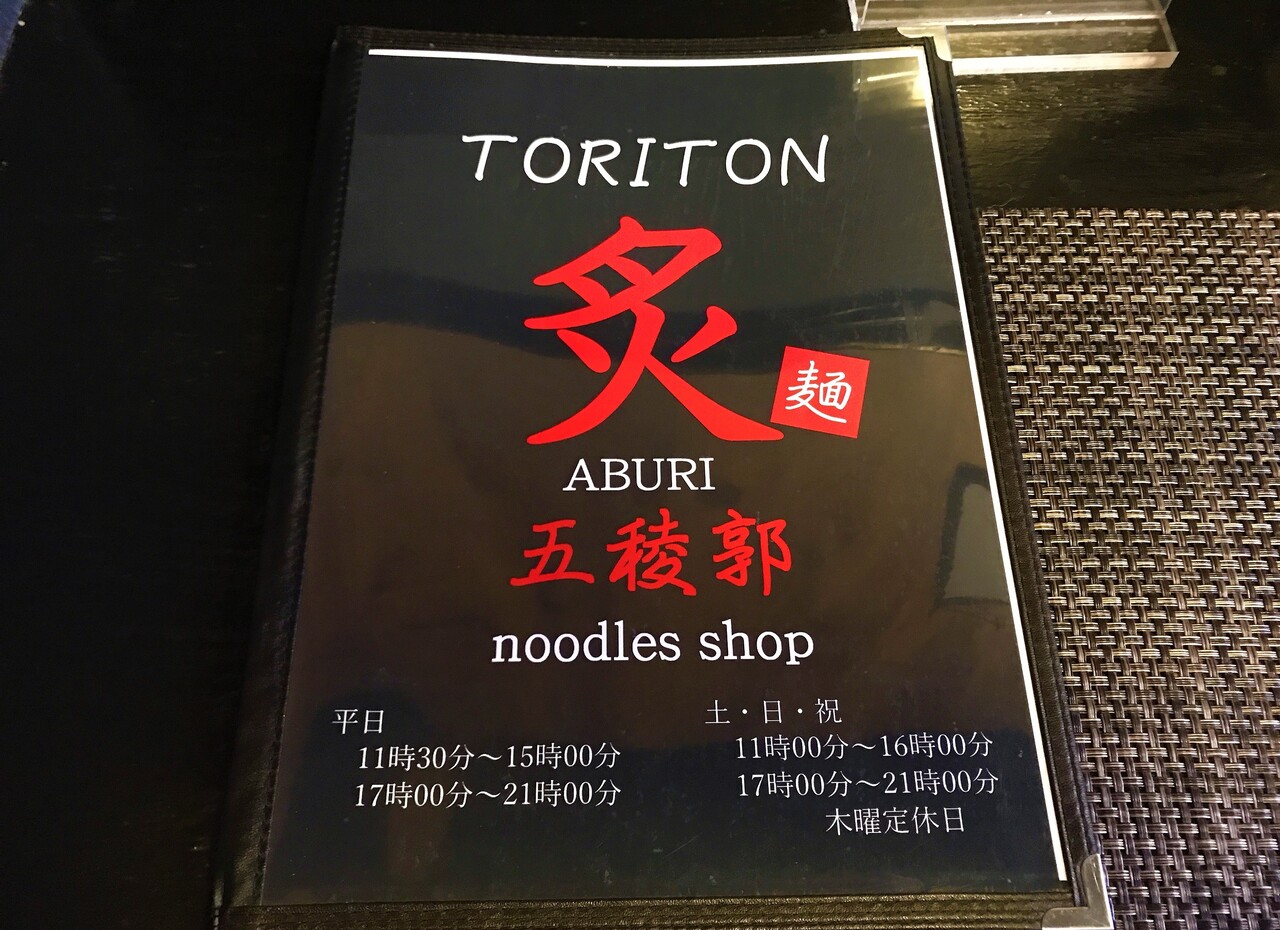 TORITON
炙
麺
ABURI
五稜郭
noodles shop
平日
11時30分～15時00分
17時00分～21時00分
土・日・祝
11時00分～16時00分
17時00分～21時00分
木曜定休日